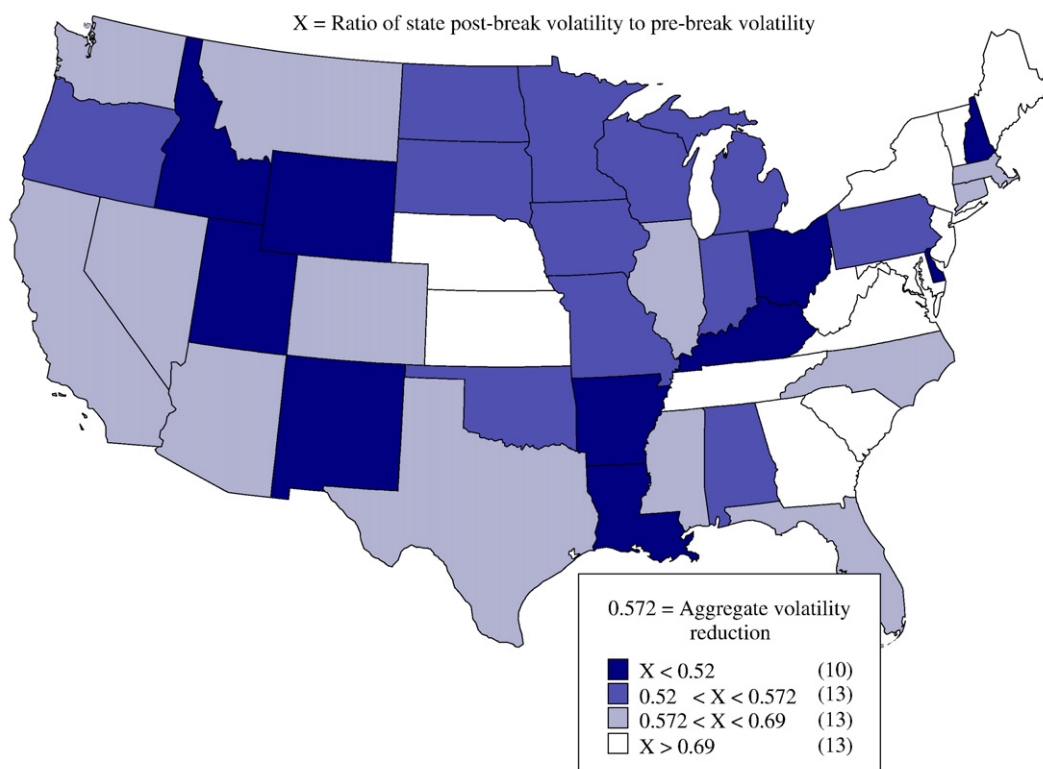 X = Ratio of state post-break volatility to pre-break volatility
0.572 = Aggregate volatility
reduction
X < 0.52 (10)
0.52 < X < 0.572 (13)
0.572 < X < 0.69 (13)
X > 0.69 (13)